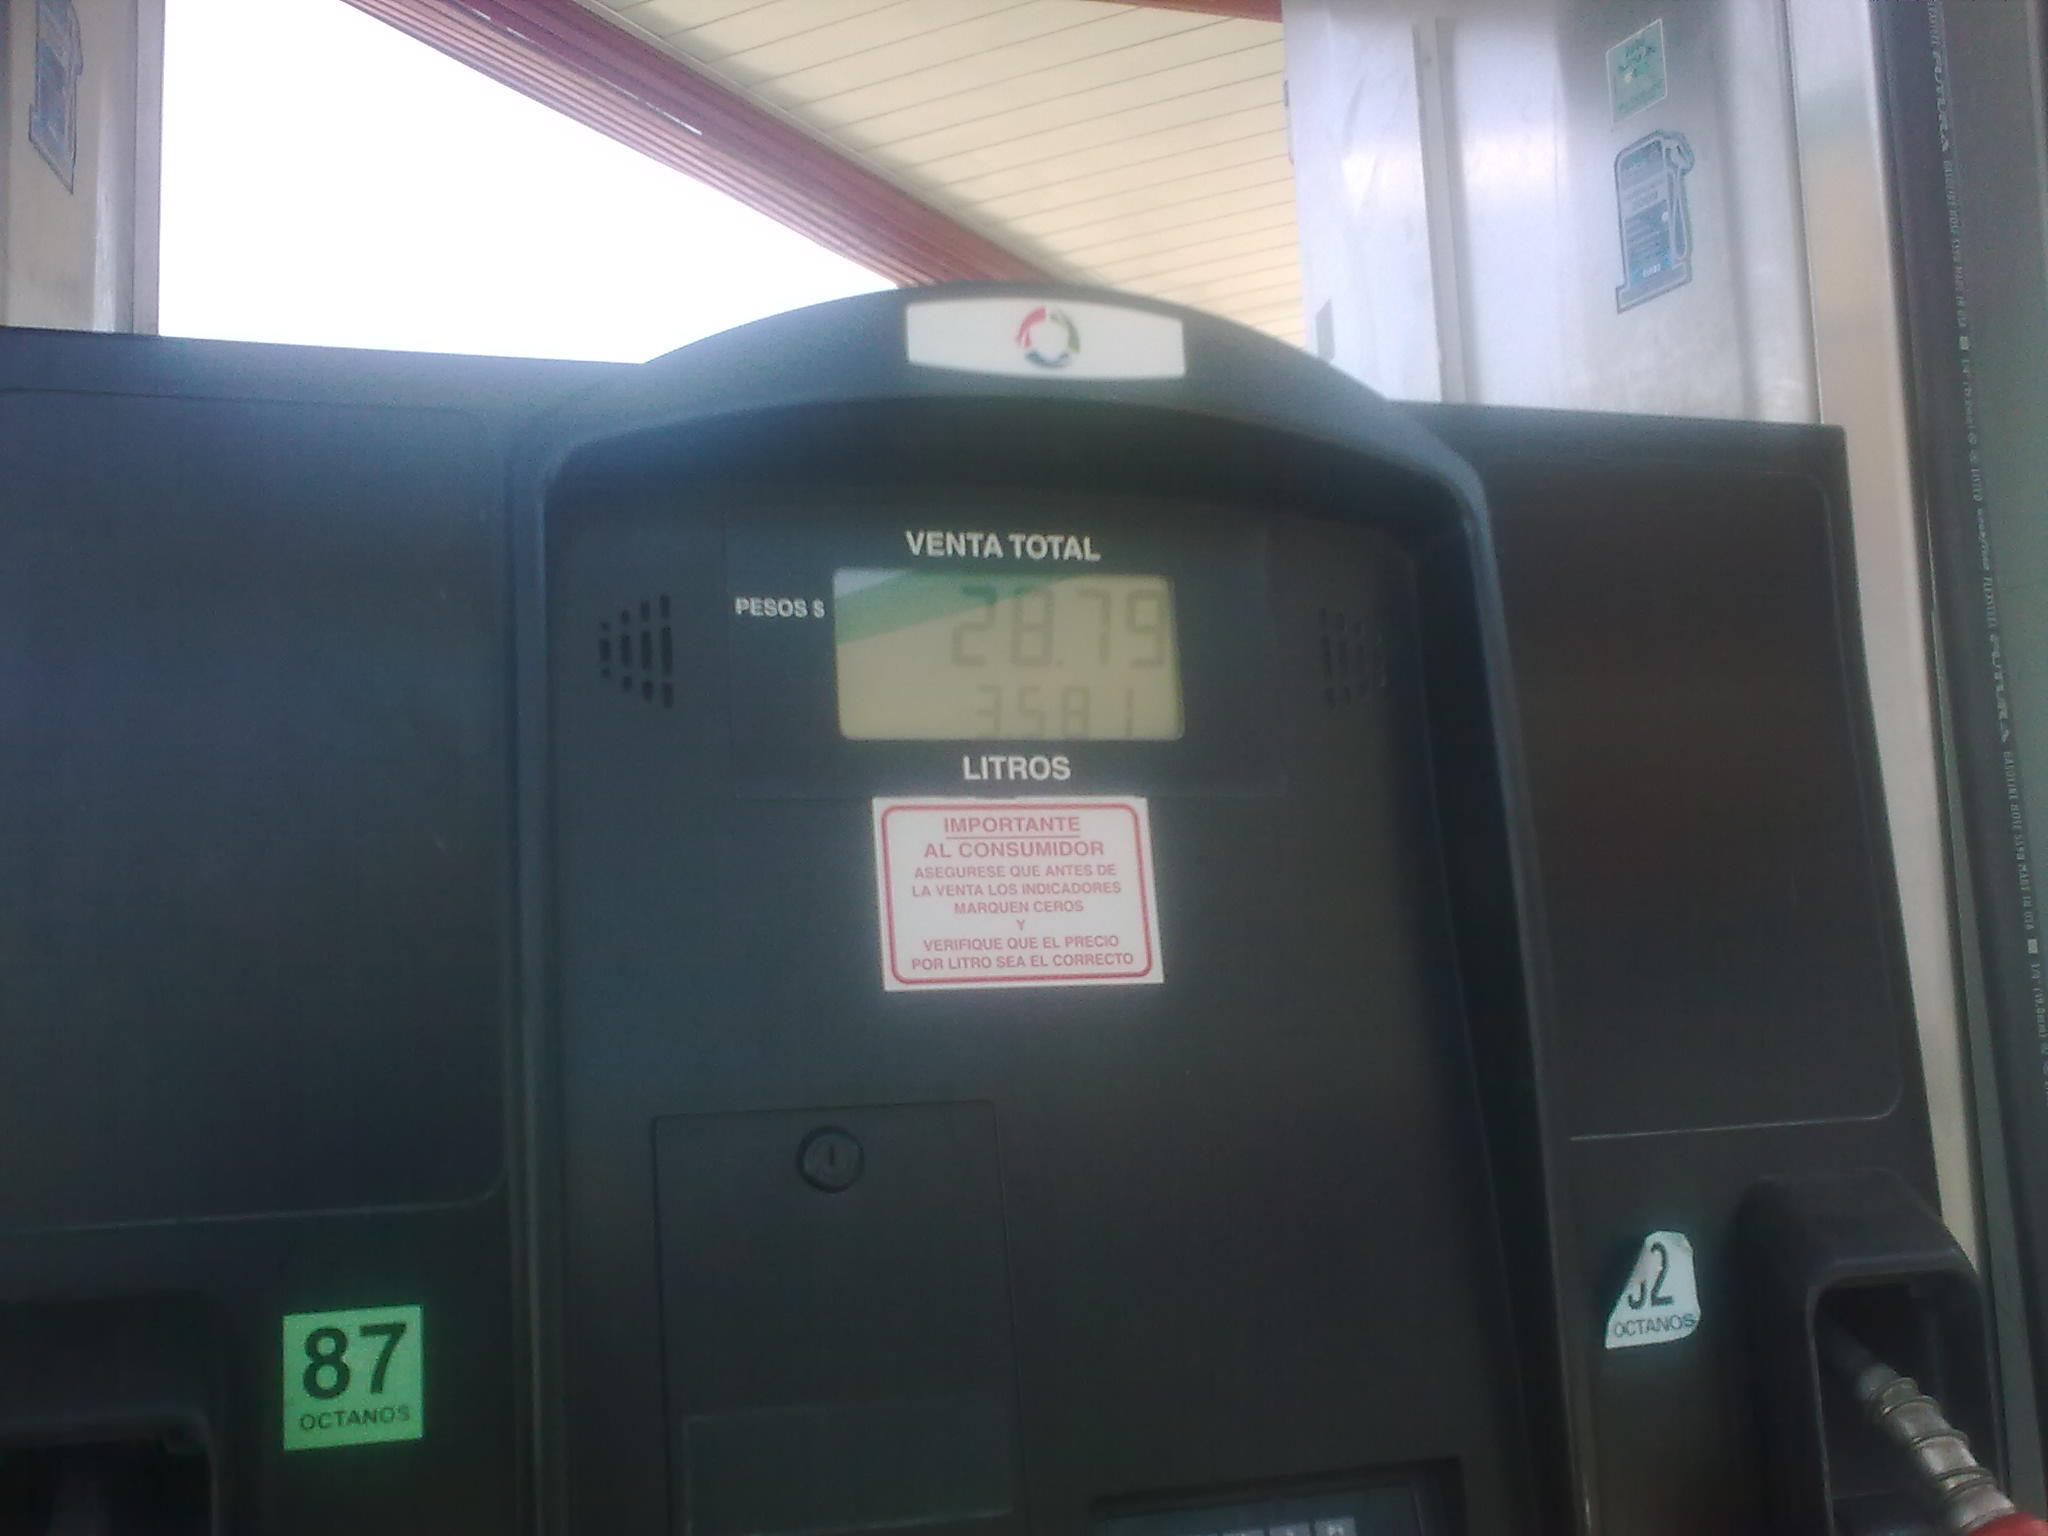 VENTA TOTAL
PESOS $
28.79
3.581
LITROS
IMPORTANTE
AL CONSUMIDOR
ASEGURESE QUE ANTES DE
LA VENTA LOS INDICADORES
MARQUEN CEROS
Y
VERIFIQUE QUE EL PRECIO
POR LITRO SEA EL CORRECTO
87
OCTANOS
2
OCTANOS